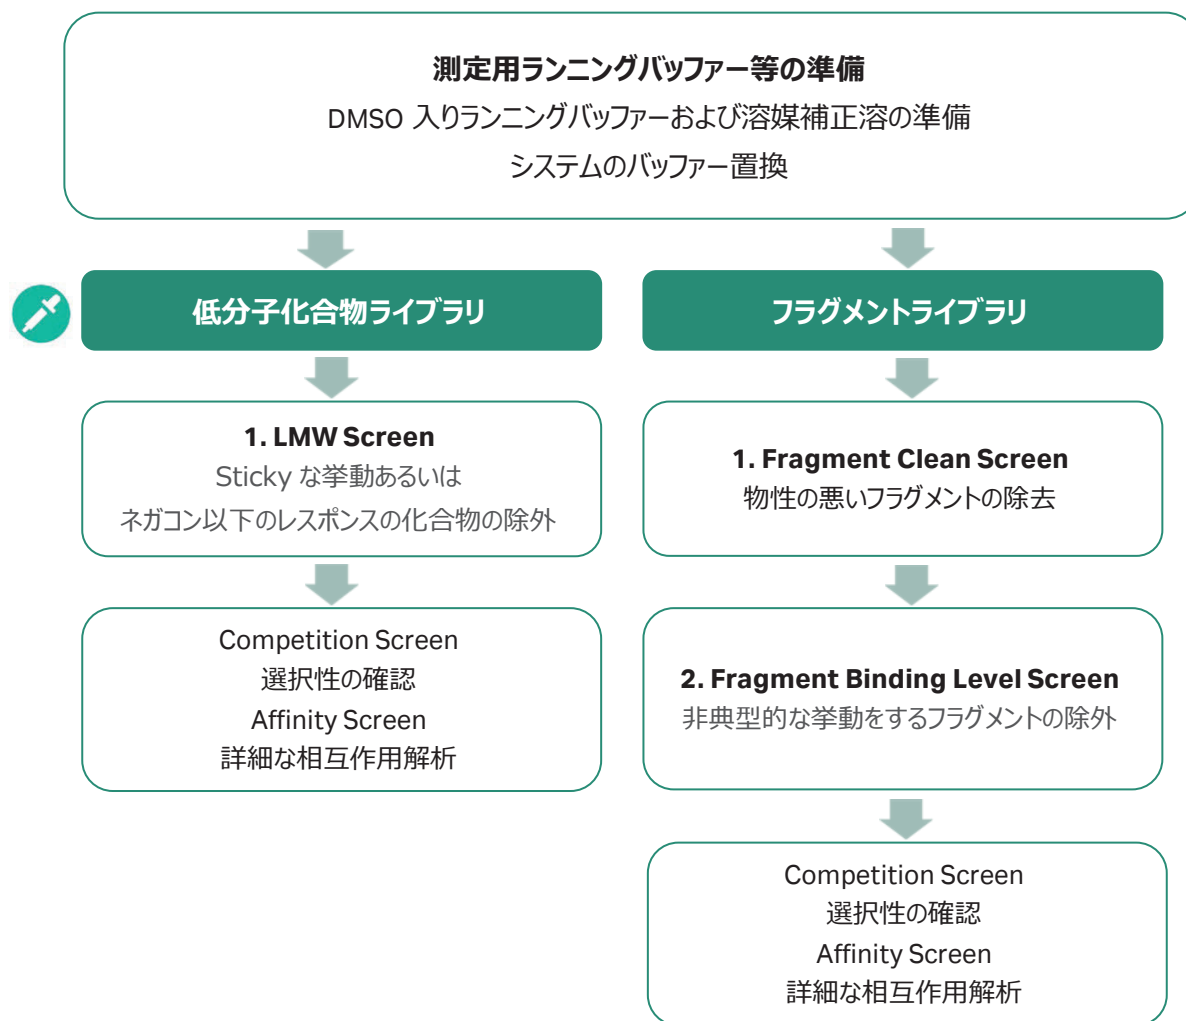 測定用ランニングバッファー等の準備
DMSO 入りランニングバッファーおよび溶媒補正溶の準備
システムのバッファー置換
低分子化合物ライブラリ
1. LMW Screen
Sticky な挙動あるいは
ネガコン以下のレスポンスの化合物の除外
Competition Screen
選択性の確認
Affinity Screen
詳細な相互作用解析
フラグメントライブラリ
1. Fragment Clean Screen
物性の悪いフラグメントの除去
2. Fragment Binding Level Screen
非典型的な挙動をするフラグメントの除外
Competition Screen
選択性の確認
Affinity Screen
詳細な相互作用解析